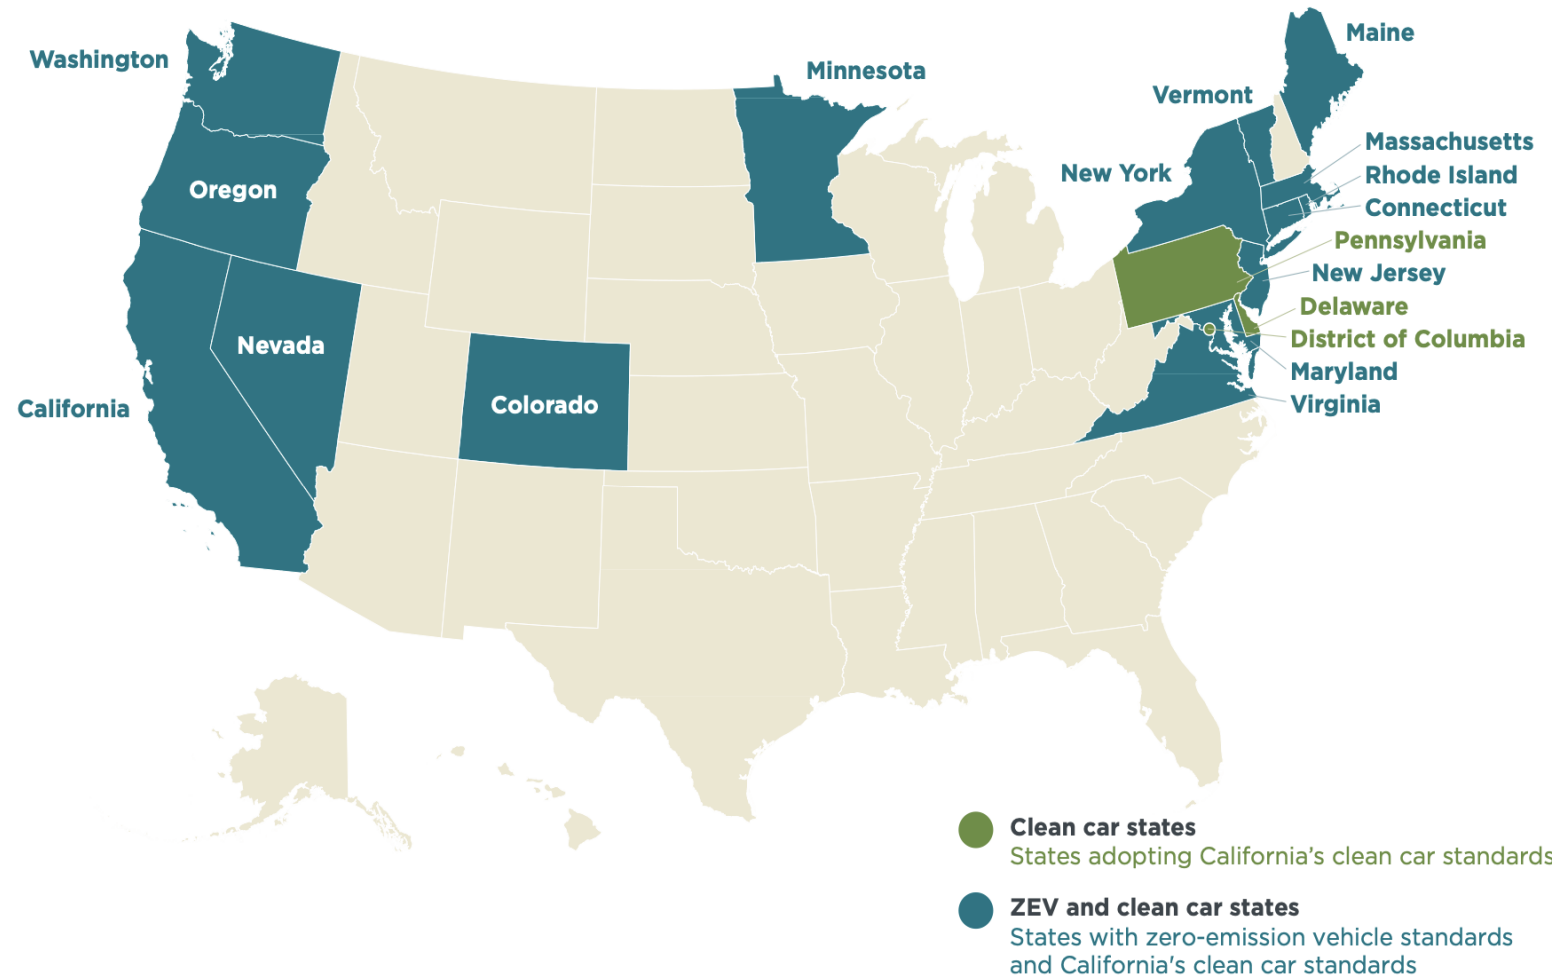 Washington
Minnesota
Maine
Vermont
Massachusetts
New York
Rhode Island
Oregon
Connecticut
Pennsylvania
New Jersey
Delaware
Nevada
District of Columbia
Maryland
Colorado
Virginia
California
Clean car states
States adopting California's clean car standards
ZEV and clean car states
States with zero-emission vehicle standards
and California's clean car standards